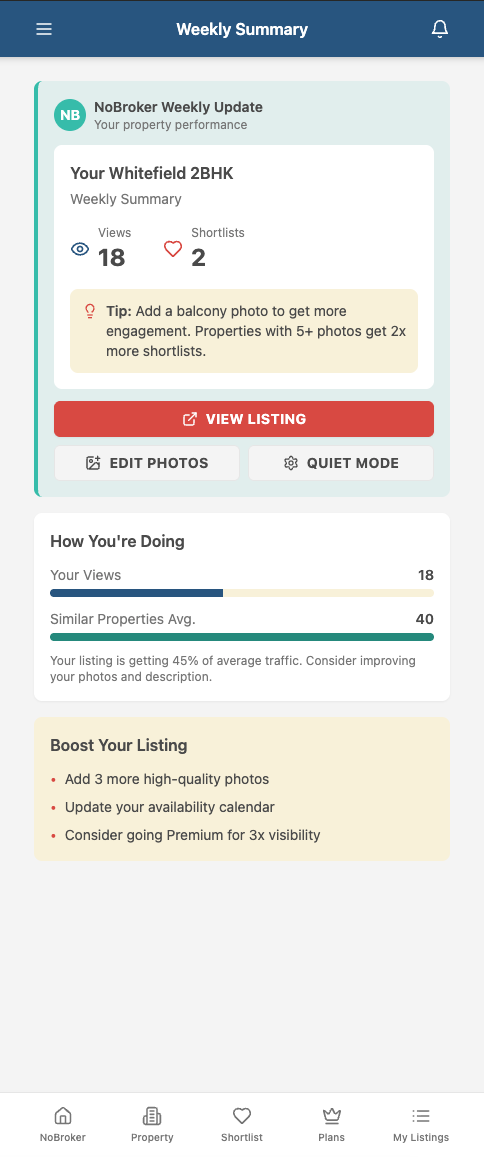 Weekly Summary
NB
NoBroker Weekly Update
Your property performance
Your Whitefield 2BHK
Weekly Summary
Views
18
Shortlists
2
Tip: Add a balcony photo to get more
engagement. Properties with 5+ photos get 2x
more shortlists.
VIEW LISTING
EDIT PHOTOS
QUIET MODE
How You're Doing
Your Views 18
Similar Properties Avg. 40
Your listing is getting 45% of average traffic. Consider improving
your photos and description.
Boost Your Listing
• Add 3 more high-quality photos
• Update your availability calendar
• Consider going Premium for 3x visibility
NoBroker
Property
Shortlist
Plans
My Listings